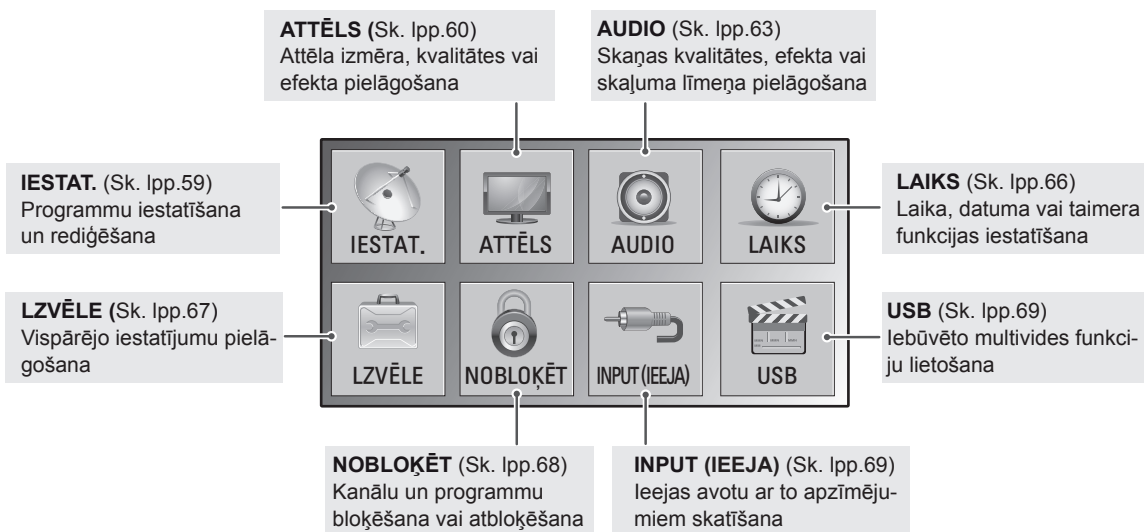 ATTĒLS (Sk. lpp.60)
Attēla izmēra, kvalitātes vai
efekta pielāgošana
AUDIO (Sk. lpp.63)
Skaņas kvalitātes, efekta vai
skaļuma līmeņa pielāgošana
IESTAT. (Sk. lpp.59)
Programmu iestatīšana
un rediģēšana
LAIKS (Sk. lpp.66)
Laika, datuma vai taimera
funkcijas iestatīšana
IESTAT.
ATTĒLS
AUDIO
LAIKS
LZVĒLE (Sk. lpp.67)
Vispārējo iestatījumu pielā-
gošana
USB (Sk. lpp.69)
Iebūvēto multivides funkci-
ju lietošana
LZVĒLE
NOBLOĶĒT
INPUT (IEEJA)
USB
NOBLOĶĒT (Sk. lpp.68)
Kanālu un programmu
bloķēšana vai atbloķēšana
INPUT (IEEJA) (Sk. lpp.69)
Ieejas avotu ar to apzīmēju-
miem skatīšana